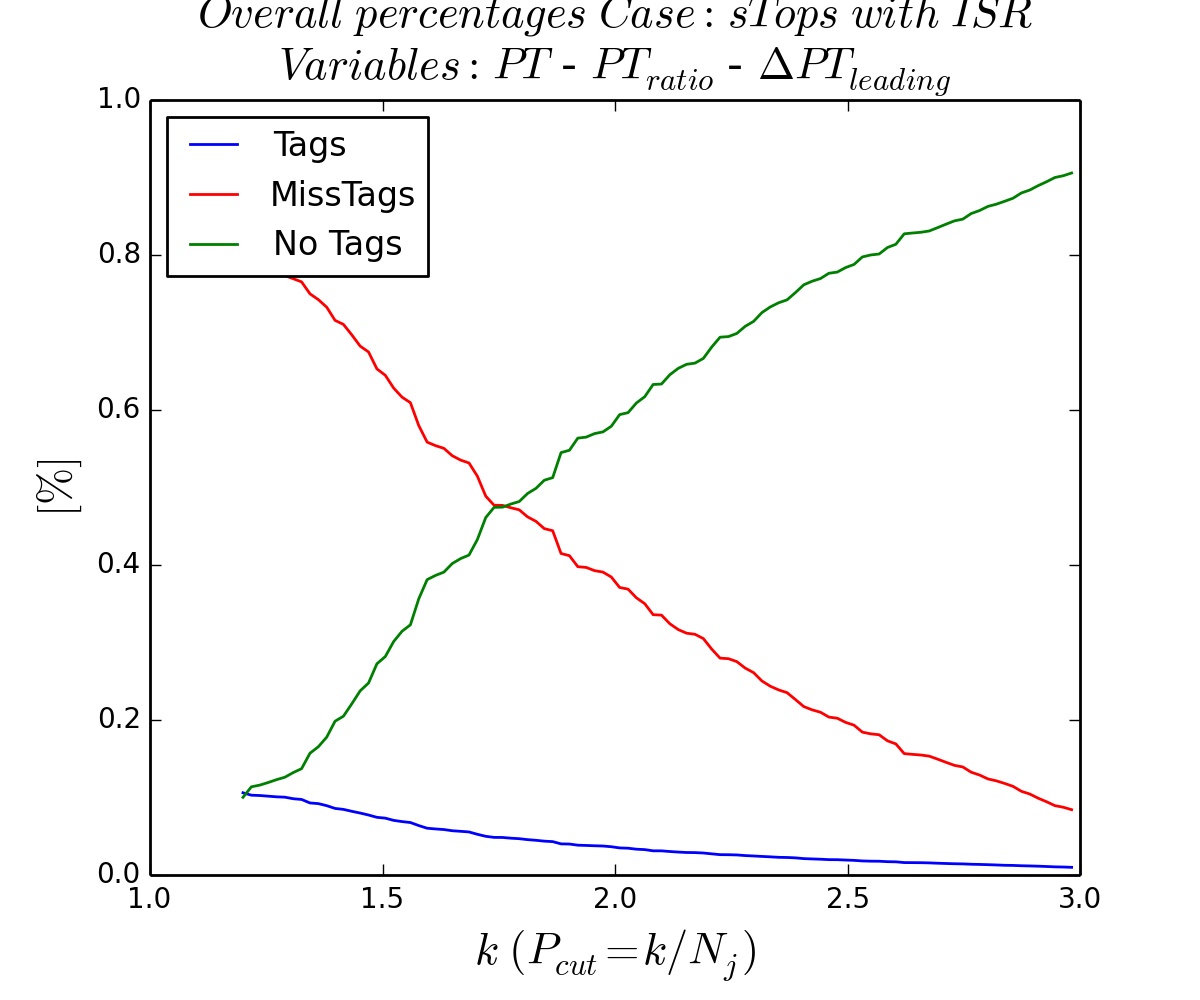 Overall percentages Case: sTops with ISR
Variables: PT - PT_ratio - ΔPT_leading
1.0
Tags
MissTags
No Tags
0.8
0.6
[%]
0.4
0.2
0.0
1.0 1.5 2.0 2.5 3.0
k (P_cut = k/N_j)